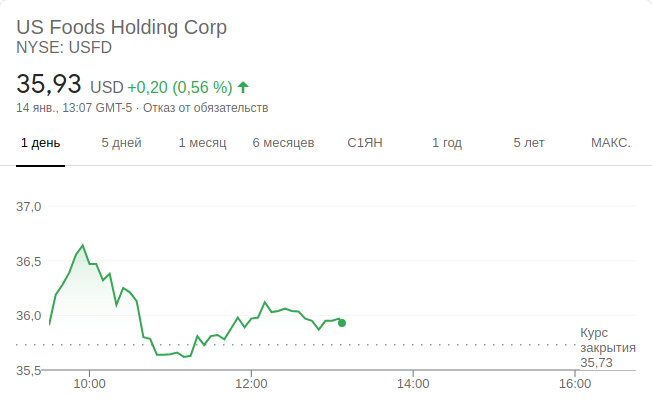 US Foods Holding Corp
NYSE: USFD
35,93 USD +0,20 (0,56 %)
14 янв., 13:07 GMT-5 · Отказ от обязательств
1 день 5 дней 1 месяц 6 месяцев С1ЯН 1 год 5 лет МАКС.
37,0
36,5
36,0
Курс
закрытия
35,73
35,5
10:00 12:00 14:00 16:00